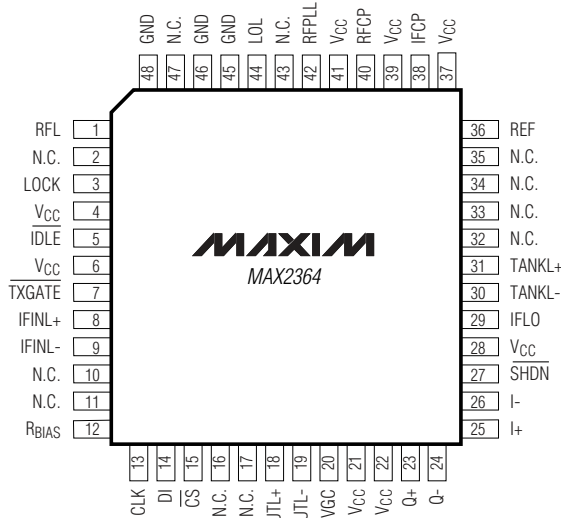 GND N.C. GND GND LOL N.C. RFPLL VCC RFCP VCC IFCP VCC
48 47 46 45 44 43 42 41 40 39 38 37
RFL 1
N.C. 2
LOCK 3
VCC 4
IDLE 5
VCC 6
TXGATE 7
IFINL+ 8
IFINL- 9
N.C. 10
N.C. 11
RBIAS 12
MAXIM
MAX2364
36 REF
35 N.C.
34 N.C.
33 N.C.
32 N.C.
31 TANKL+
30 TANKL-
29 IFLO
28 VCC
27 SHDN
26 I-
25 I+
13 14 15 16 17 18 19 20 21 22 23 24
CLK DI CS N.C. N.C. VGC VCC VCC Q+ Q-